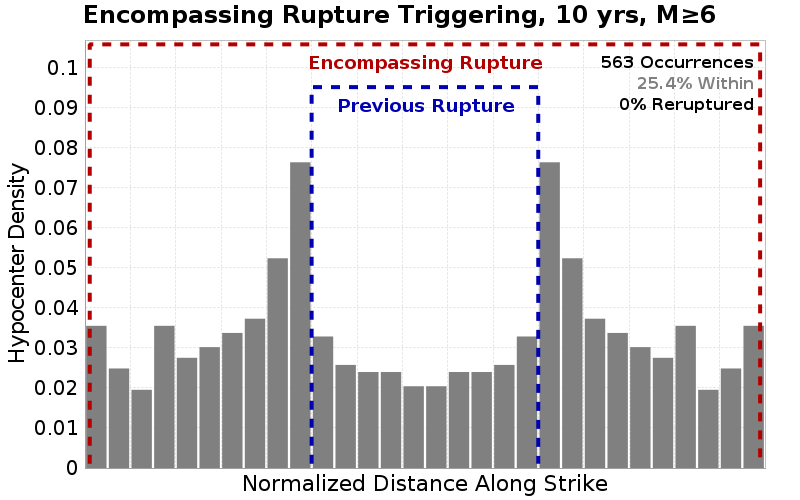 Encompassing Rupture Triggering, 10 yrs, M≥6
Encompassing Rupture
Previous Rupture
563 Occurrences
25.4% Within
0% Reruptured
Hypocenter Density
0.1
0.09
0.08
0.07
0.06
0.05
0.04
0.03
0.02
0.01
0
Normalized Distance Along Strike